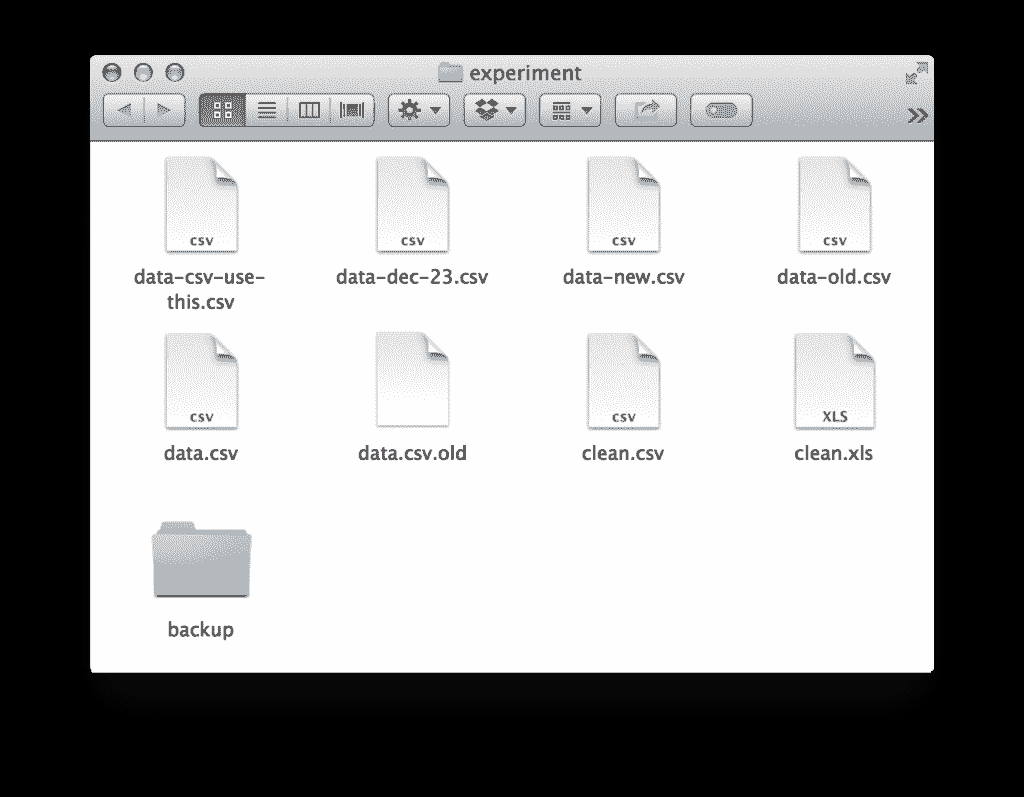 experiment
CSV
CSV
CSV
CSV
data-csv-use-
this.csv
data-dec-23.csv
data-new.csv
data-old.csv
CSV
CSV
XLS
data.csv
data.csv.old
clean.csv
clean.xls
backup